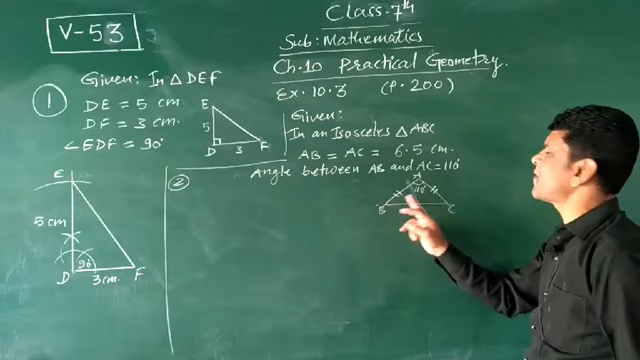 V-53
Class. 7th
Sub: Mathematics
Ch.10 Practical Geometry.
Ex. 10.3 (P. 200)
① Given: In △ DEF
DE = 5 cm.
DF = 3 cm.
∠EDF = 90°
E
5
D 3 F
E
5 cm
90°
D 3 cm. F
Given:
In an Isosceles △ ABC
AB = AC = 6.5 cm.
Angle between AB and AC = 110°
②
A
110°
B C